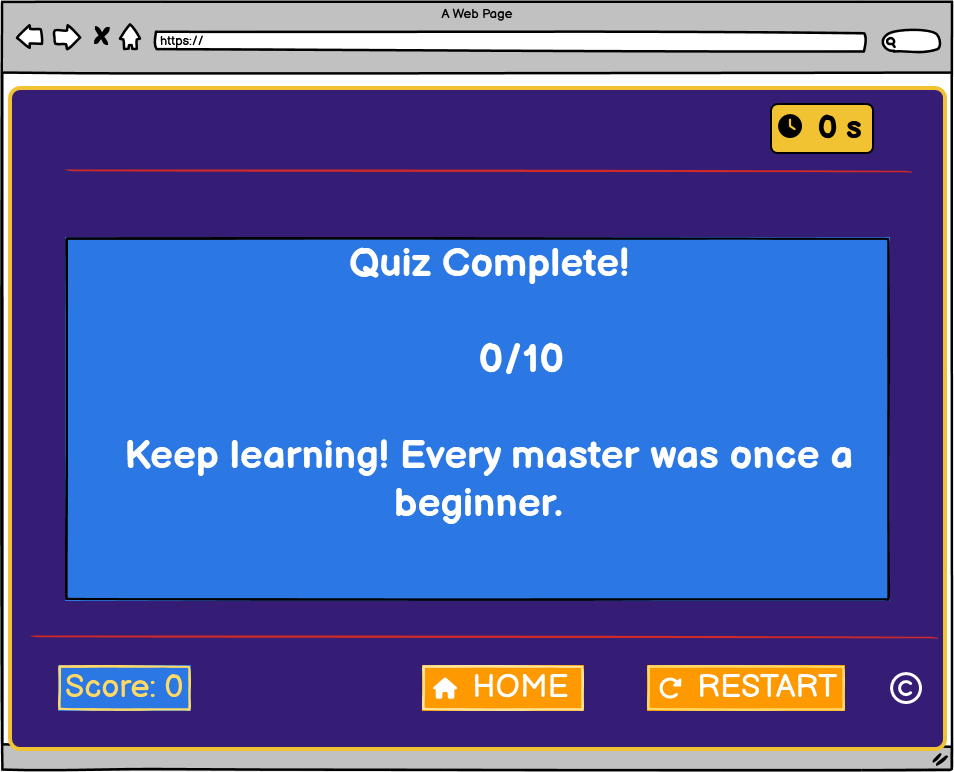 A Web Page
https://
0 s
Quiz Complete!
0/10
Keep learning! Every master was once a
beginner.
Score: 0
HOME
RESTART
©